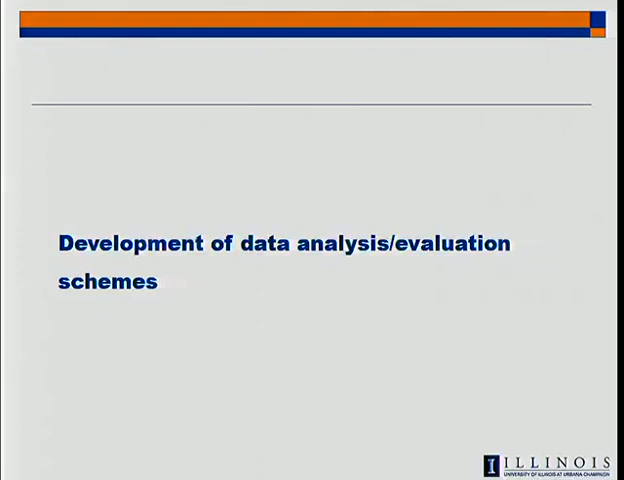 Development of data analysis/evaluation
schemes
I ILLINOIS
UNIVERSITY OF ILLINOIS AT URBANA-CHAMPAIGN